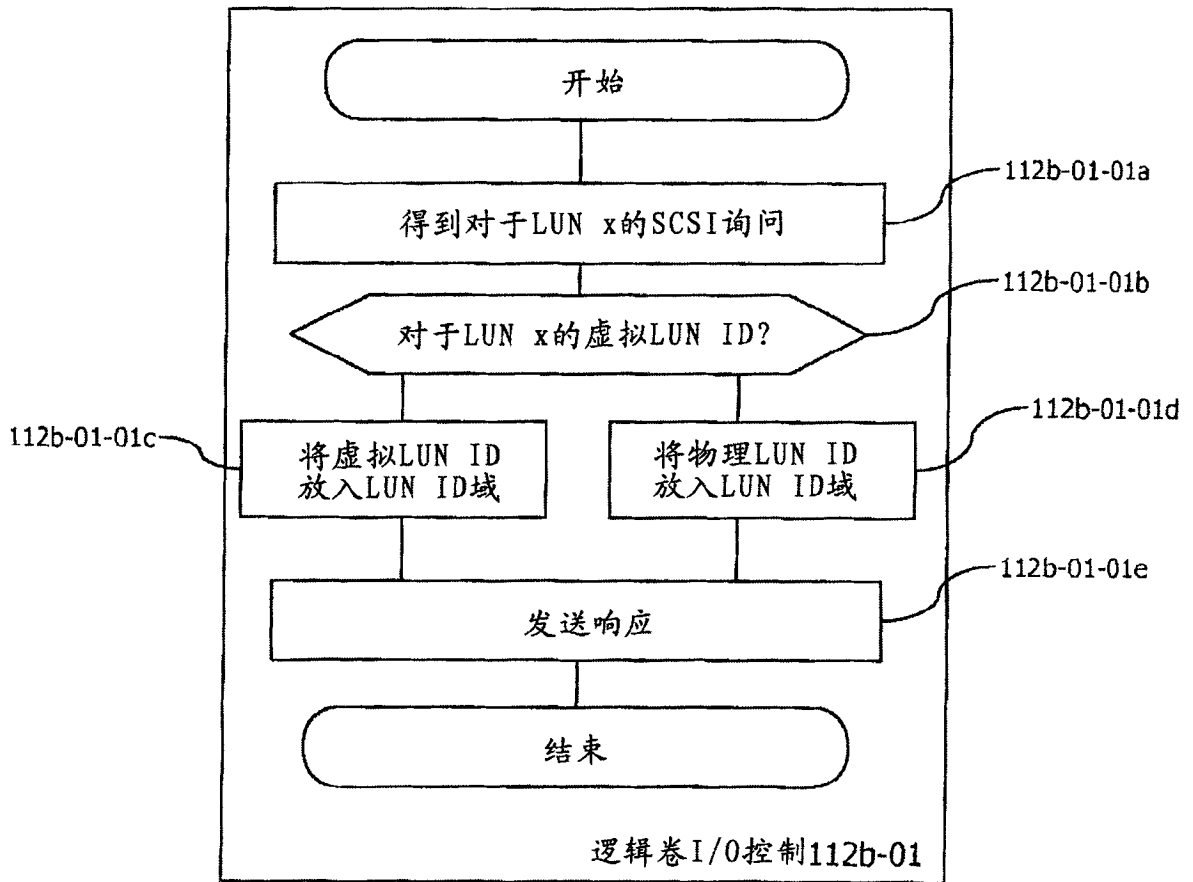 开始
112b-01-01a
得到对于LUN x的SCSI询问
112b-01-01b
对于LUN x的虚拟LUN ID?
112b-01-01c
将虚拟LUN ID
放入LUN ID域
112b-01-01d
将物理LUN ID
放入LUN ID域
112b-01-01e
发送响应
结束
逻辑卷I/O控制112b-01